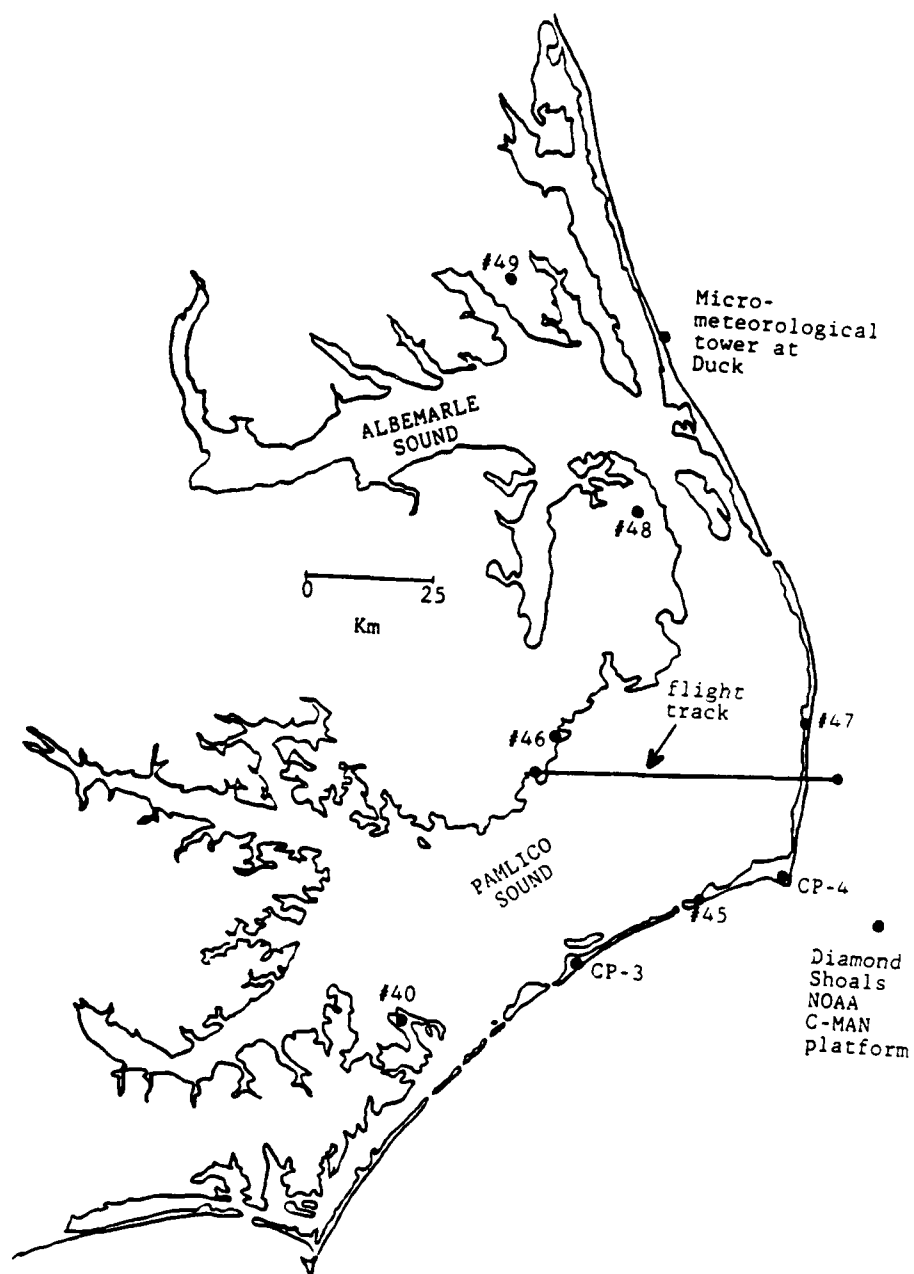 #49
Micro-
meteorological
tower at
Duck
ALBEMARLE
SOUND
#48
0
25
Km
flight
track
#46
#47
PAMLICO
SOUND
CP-4
#45
CP-3
Diamond
Shoals
NOAA
C-MAN
platform
#40